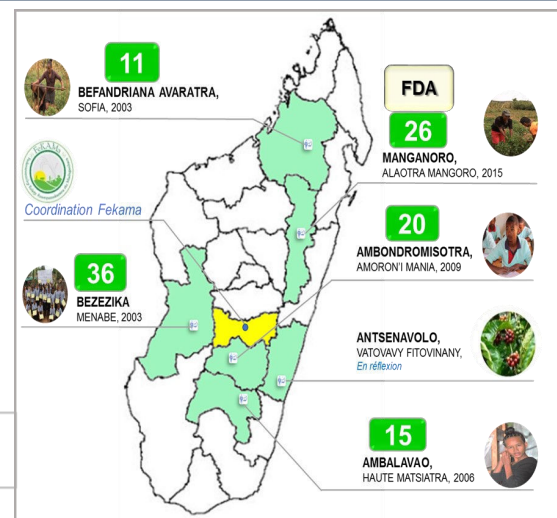 11
BEFANDRIANA AVARATRA,
SOFIA, 2003
FDA
26
MANGANORO,
ALAOTRA MANGORO, 2015
Coordination Fekama
20
AMBONDROMISOTRA,
AMORON'I MANIA, 2009
36
BEZEZIKA
MENABE, 2003
ANTSENAVOLO,
VATOVAVY FITOVINANY,
En réflexion
15
AMBALAVAO,
HAUTE MATSIATRA, 2006